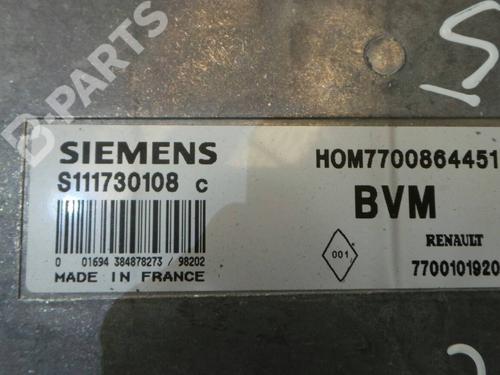 B-PARTS
SIEMENS
HOM7700864451
S111730108 C
BVM
0 01694 384878273 / 98202
001
RENAULT
7700101920
MADE IN FRANCE